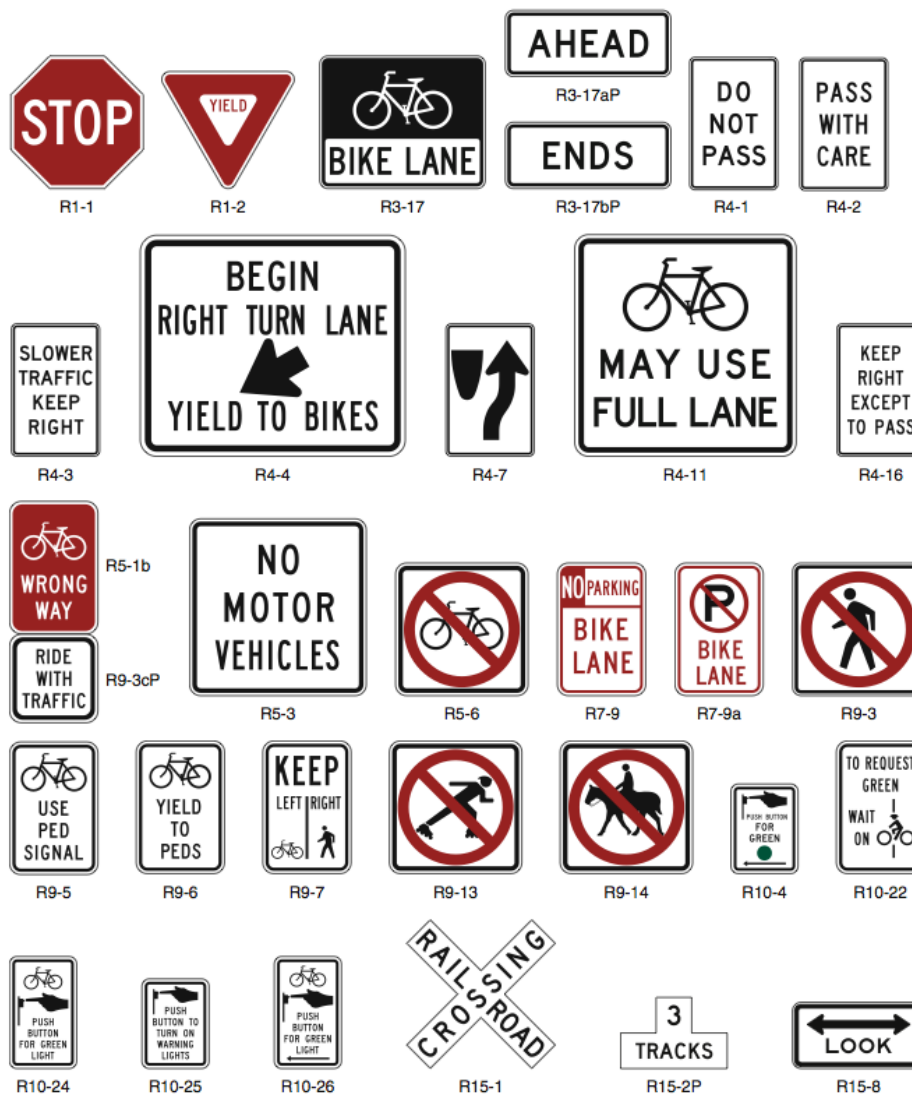 STOP
R1-1
YIELD
R1-2
BIKE LANE
R3-17
AHEAD
R3-17aP
ENDS
R3-17bP
DO
NOT
PASS
R4-1
PASS
WITH
CARE
R4-2
SLOWER
TRAFFIC
KEEP
RIGHT
R4-3
BEGIN
RIGHT TURN LANE
YIELD TO BIKES
R4-4
R4-7
MAY USE
FULL LANE
R4-11
KEEP
RIGHT
EXCEPT
TO PASS
R4-16
WRONG
WAY
R5-1b
RIDE
WITH
TRAFFIC
R9-3cP
NO
MOTOR
VEHICLES
R5-3
R5-6
NO PARKING
BIKE
LANE
R7-9
P
BIKE
LANE
R7-9a
R9-3
USE
PED
SIGNAL
R9-5
YIELD
TO
PEDS
R9-6
KEEP
LEFT RIGHT
R9-7
R9-13
R9-14
PUSH BUTTON
FOR
GREEN
R10-4
TO REQUEST
GREEN
WAIT
ON
R10-22
PUSH
BUTTON
FOR GREEN
LIGHT
R10-24
PUSH
BUTTON TO
TURN ON
WARNING
LIGHTS
R10-25
PUSH
BUTTON
FOR GREEN
LIGHT
R10-26
RAILROAD
CROSSING
R15-1
3
TRACKS
R15-2P
LOOK
R15-8